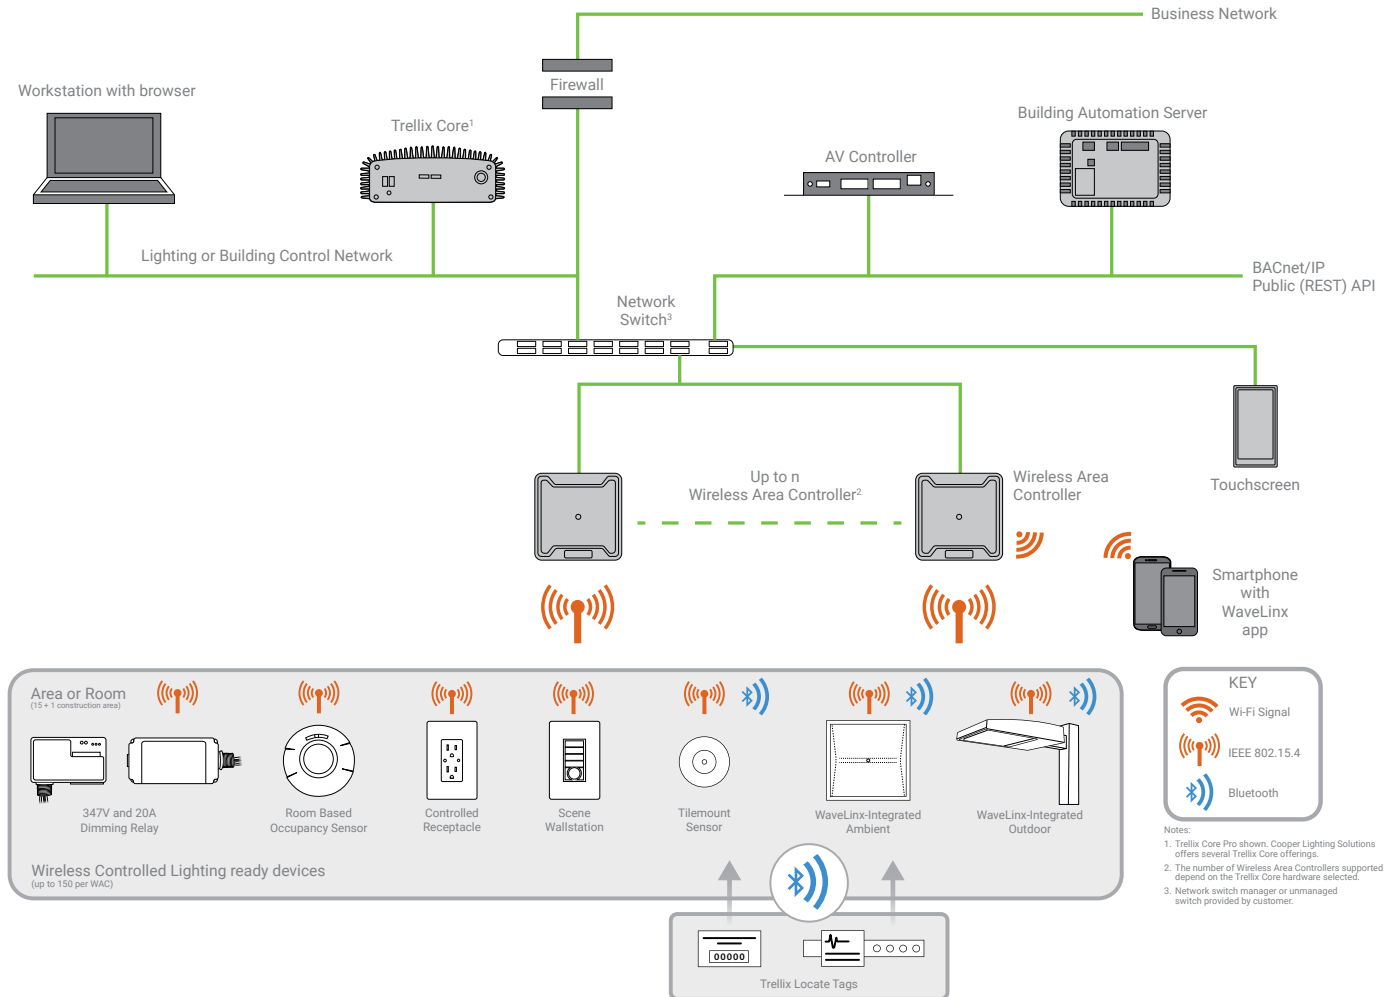 Business Network
Firewall
Workstation with browser
Trellix Core¹
Building Automation Server
AV Controller
Lighting or Building Control Network
BACnet/IP
Public (REST) API
Network
Switch³
Up to n
Wireless Area Controller²
Wireless Area
Controller
Touchscreen
Smartphone
with
WaveLinx
app
Area or Room
(15 + 1 construction area)
347V and 20A
Dimming Relay
Room Based
Occupancy Sensor
Controlled
Receptacle
Scene
Wallstation
Tilemount
Sensor
WaveLinx-Integrated
Ambient
WaveLinx-Integrated
Outdoor
Wireless Controlled Lighting ready devices
(up to 150 per WAC)
00000
Trellix Locate Tags
KEY
Wi-Fi Signal
IEEE 802.15.4
Bluetooth
Notes:
1. Trellix Core Pro shown. Cooper Lighting Solutions
offers several Trellix Core offerings.
2. The number of Wireless Area Controllers supported
depend on the Trellix Core hardware selected.
3. Network switch manager or unmanaged
switch provided by customer.